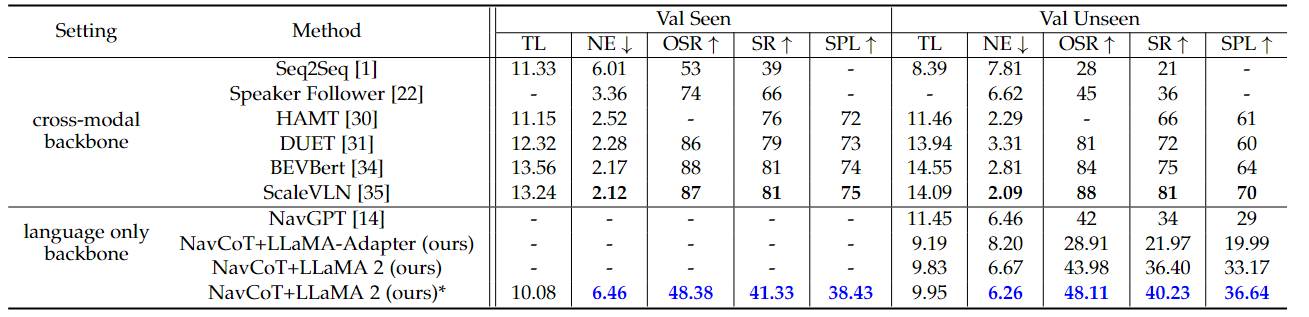 Setting Method Val Seen Val Unseen
TL NE ↓ OSR ↑ SR ↑ SPL ↑ TL NE ↓ OSR ↑ SR ↑ SPL ↑
cross-modal backbone
Seq2Seq [1] 11.33 6.01 53 39 - 8.39 7.81 28 21 -
Speaker Follower [22] - 3.36 74 66 - - 6.62 45 36 -
HAMT [30] 11.15 2.52 - 76 72 11.46 2.29 - 66 61
DUET [31] 12.32 2.28 86 79 73 13.94 3.31 81 72 60
BEVBert [34] 13.56 2.17 88 81 74 14.55 2.81 84 75 64
ScaleVLN [35] 13.24 2.12 87 81 75 14.09 2.09 88 81 70
language only backbone
NavGPT [14] - - - - - 11.45 6.46 42 34 29
NavCoT+LLaMA-Adapter (ours) - - - - - 9.19 8.20 28.91 21.97 19.99
NavCoT+LLaMA 2 (ours) - - - - - 9.83 6.67 43.98 36.40 33.17
NavCoT+LLaMA 2 (ours)* 10.08 6.46 48.38 41.33 38.43 9.95 6.26 48.11 40.23 36.64